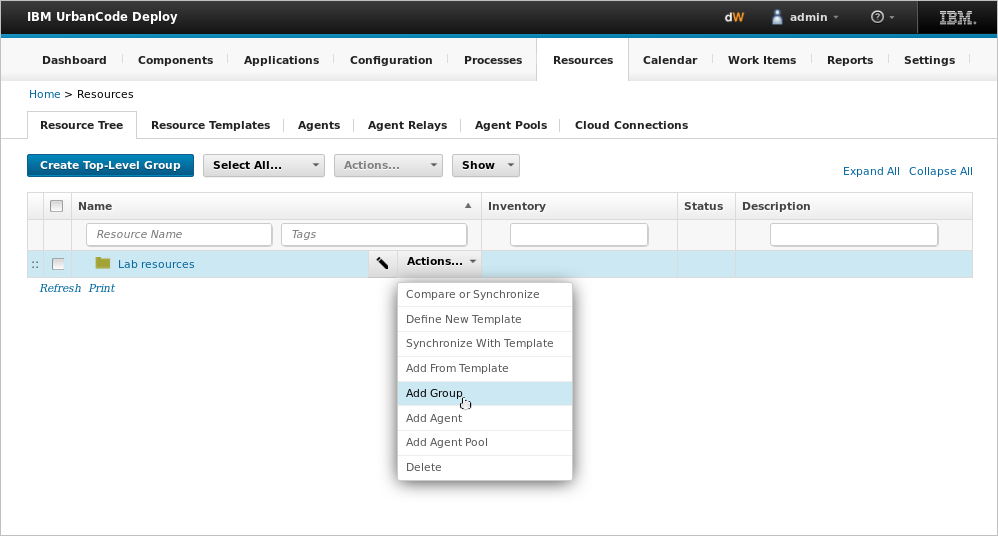 IBM UrbanCode Deploy dW admin ? IBM
Dashboard Components Applications Configuration Processes Resources Calendar Work Items Reports Settings
Home > Resources
Resource Tree Resource Templates Agents Agent Relays Agent Pools Cloud Connections
Create Top-Level Group Select All... Actions... Show Expand All Collapse All
Name Inventory Status Description
Resource Name Tags
Lab resources Actions...
Refresh Print
Compare or Synchronize
Define New Template
Synchronize With Template
Add From Template
Add Group
Add Agent
Add Agent Pool
Delete